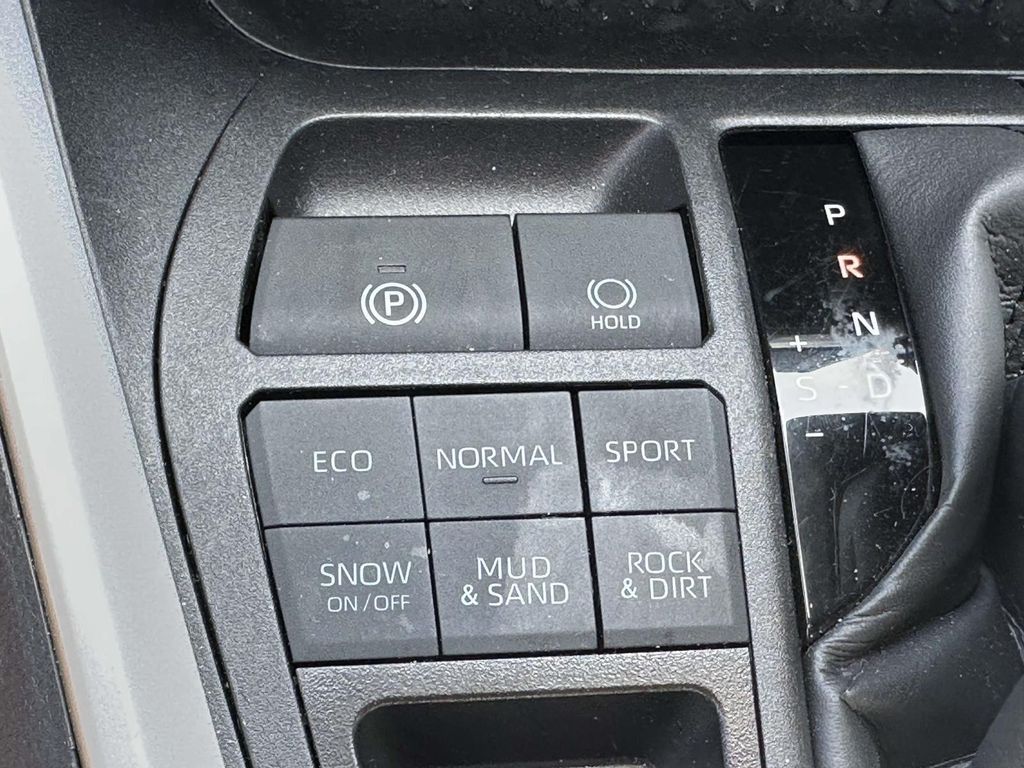 P
HOLD
ECO
NORMAL
SPORT
SNOW
ON/OFF
MUD
& SAND
ROCK
& DIRT
P
R
N
+
S - D
-